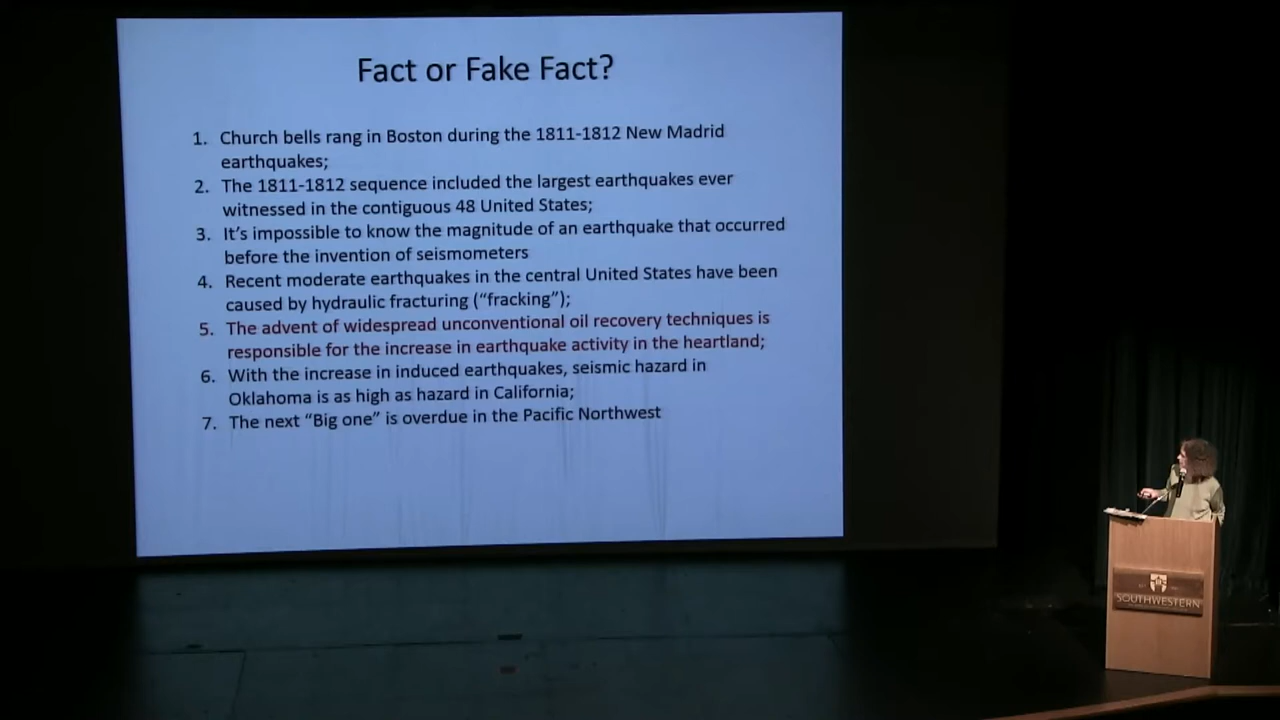 Fact or Fake Fact?
1. Church bells rang in Boston during the 1811-1812 New Madrid
earthquakes;
2. The 1811-1812 sequence included the largest earthquakes ever
witnessed in the contiguous 48 United States;
3. It's impossible to know the magnitude of an earthquake that occurred
before the invention of seismometers
4. Recent moderate earthquakes in the central United States have been
caused by hydraulic fracturing ("fracking");
5. The advent of widespread unconventional oil recovery techniques is
responsible for the increase in earthquake activity in the heartland;
6. With the increase in induced earthquakes, seismic hazard in
Oklahoma is as high as hazard in California;
7. The next "Big one" is overdue in the Pacific Northwest
SOUTHWESTERN